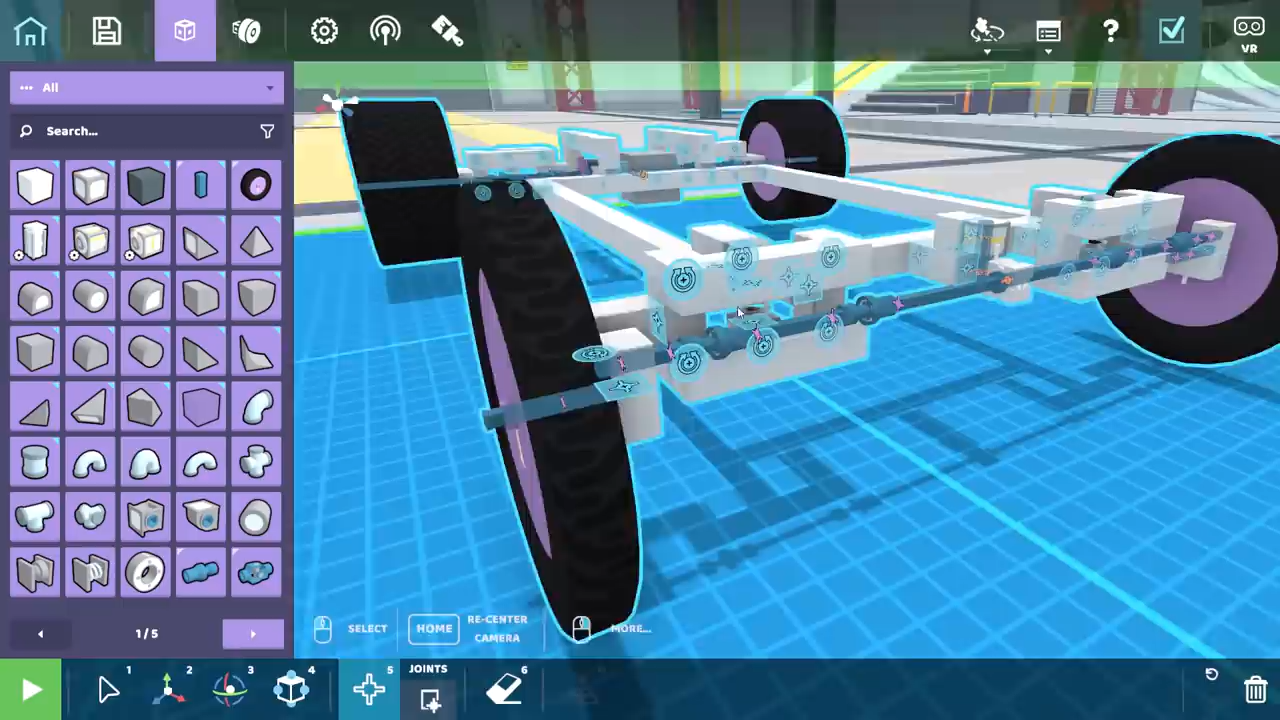 VR
All
Search...
1/5
SELECT
HOME
RE-CENTER
CAMERA
MORE...
1
2
3
4
5
JOINTS
6